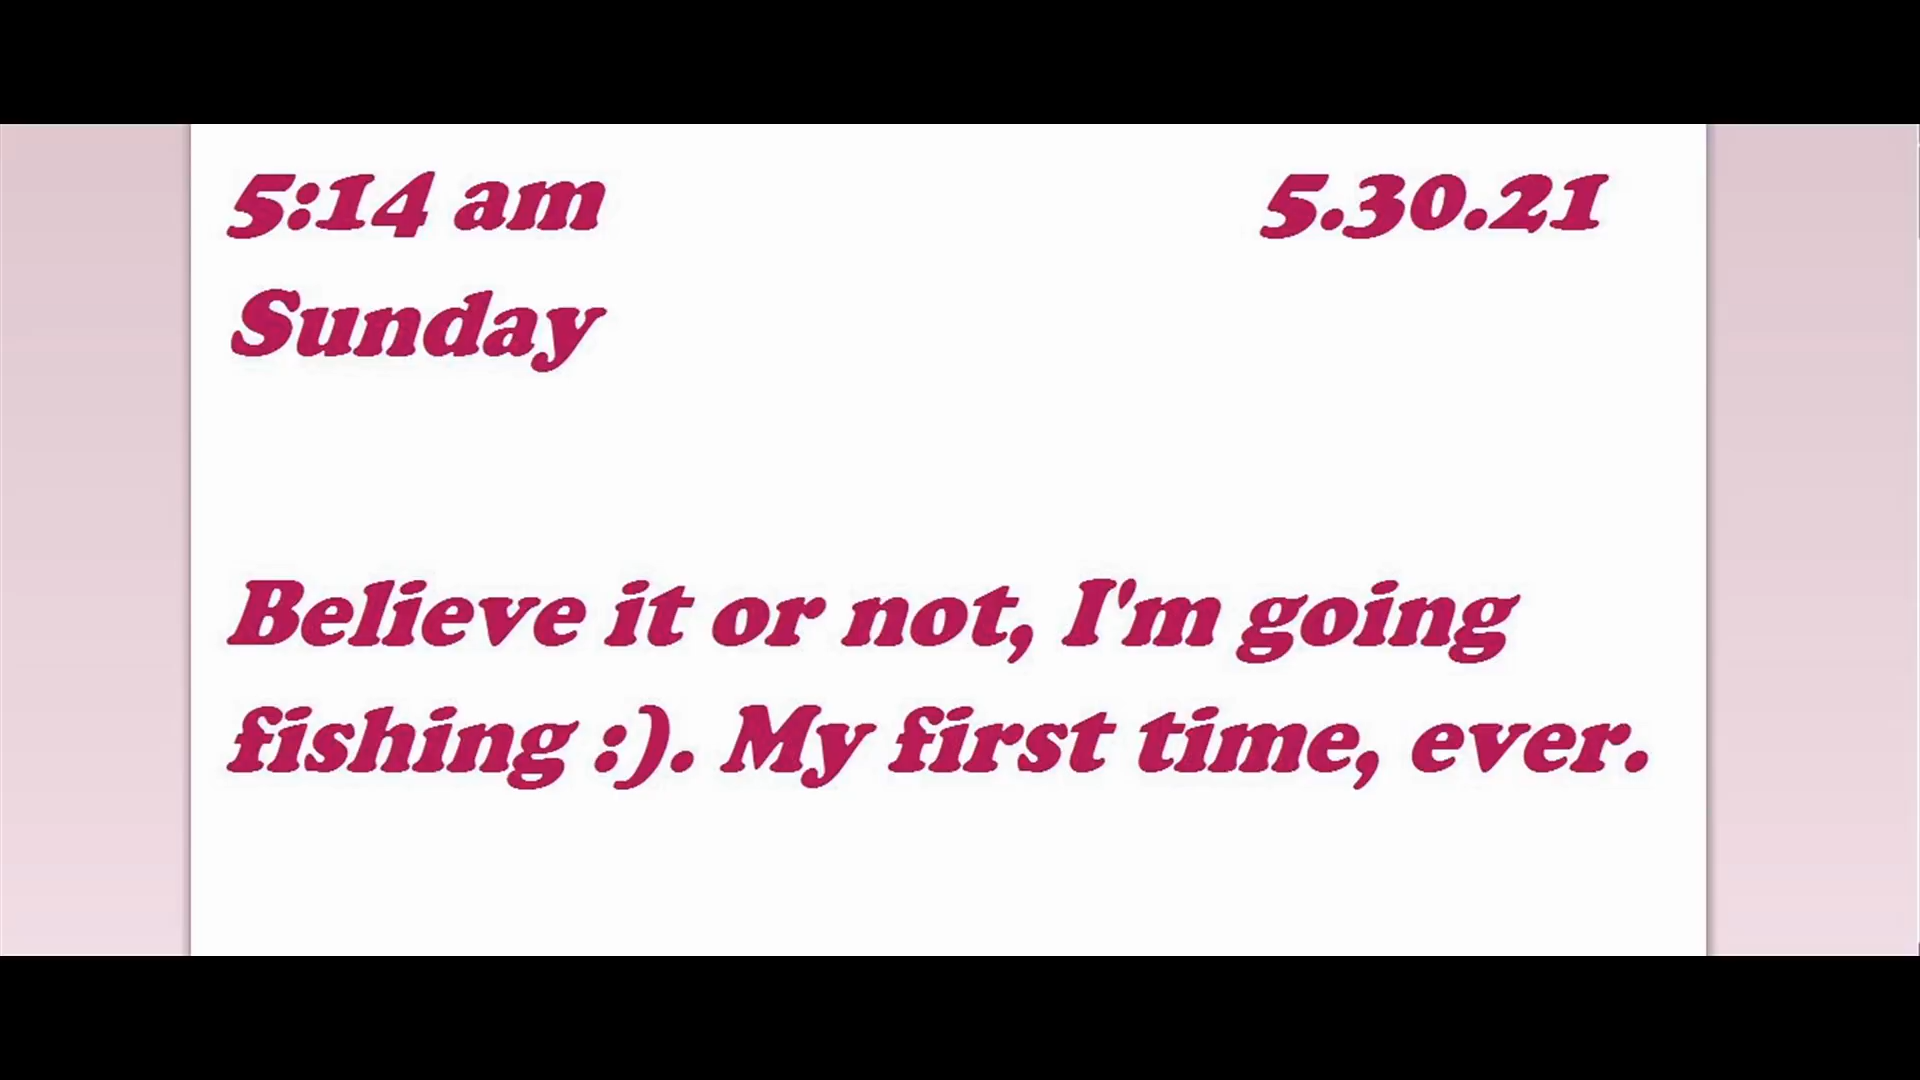 5:14 am 5.30.21
Sunday
Believe it or not, I'm going
fishing :). My first time, ever.